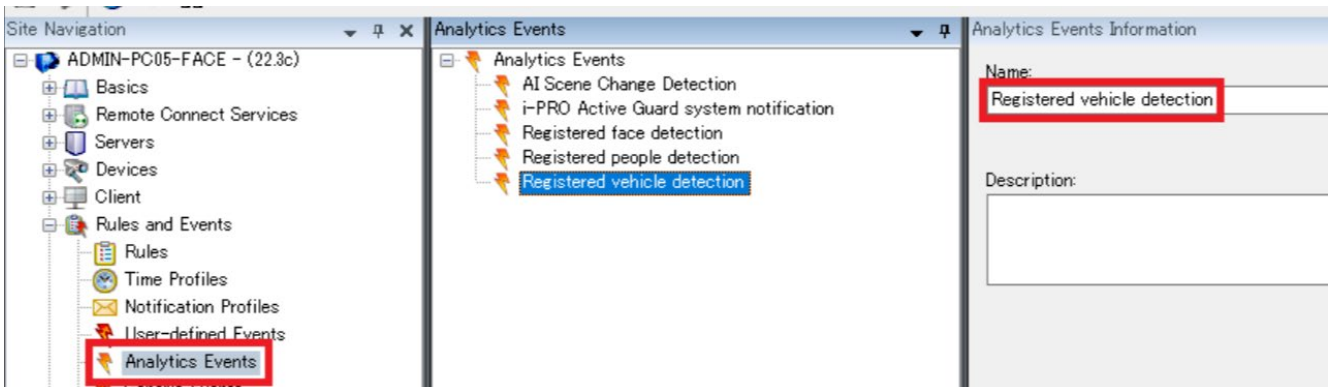 Site Navigation
ADMIN-PC05-FACE - (22.3c)
Basics
Remote Connect Services
Servers
Devices
Client
Rules and Events
Rules
Time Profiles
Notification Profiles
User-defined Events
Analytics Events
Analytics Events
Analytics Events
AI Scene Change Detection
i-PRO Active Guard system notification
Registered face detection
Registered people detection
Registered vehicle detection
Analytics Events Information
Name:
Registered vehicle detection
Description: